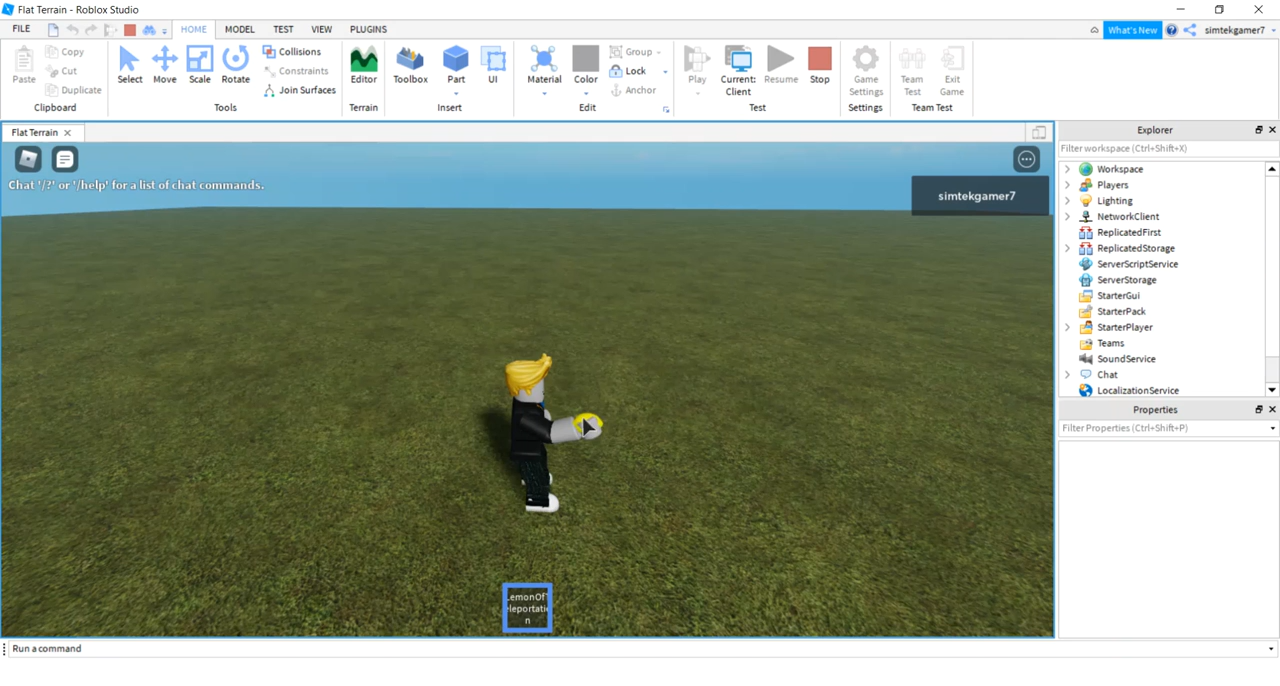 Flat Terrain - Roblox Studio
FILE
HOME
MODEL
TEST
VIEW
PLUGINS
What's New
simtekgamer7
Paste
Copy
Cut
Duplicate
Clipboard
Select
Move
Scale
Rotate
Collisions
Constraints
Join Surfaces
Tools
Editor
Terrain
Toolbox
Part
UI
Insert
Material
Color
Group
Lock
Anchor
Edit
Play
Current:
Client
Resume
Stop
Test
Game
Settings
Settings
Team
Test
Exit
Game
Team Test
Flat Terrain
Chat '/?' or '/help' for a list of chat commands.
simtekgamer7
LemonOfT
eleportatio
n
Explorer
Filter workspace (Ctrl+Shift+X)
Workspace
Players
Lighting
NetworkClient
ReplicatedFirst
ReplicatedStorage
ServerScriptService
ServerStorage
StarterGui
StarterPack
StarterPlayer
Teams
SoundService
Chat
LocalizationService
Properties
Filter Properties (Ctrl+Shift+P)
Run a command